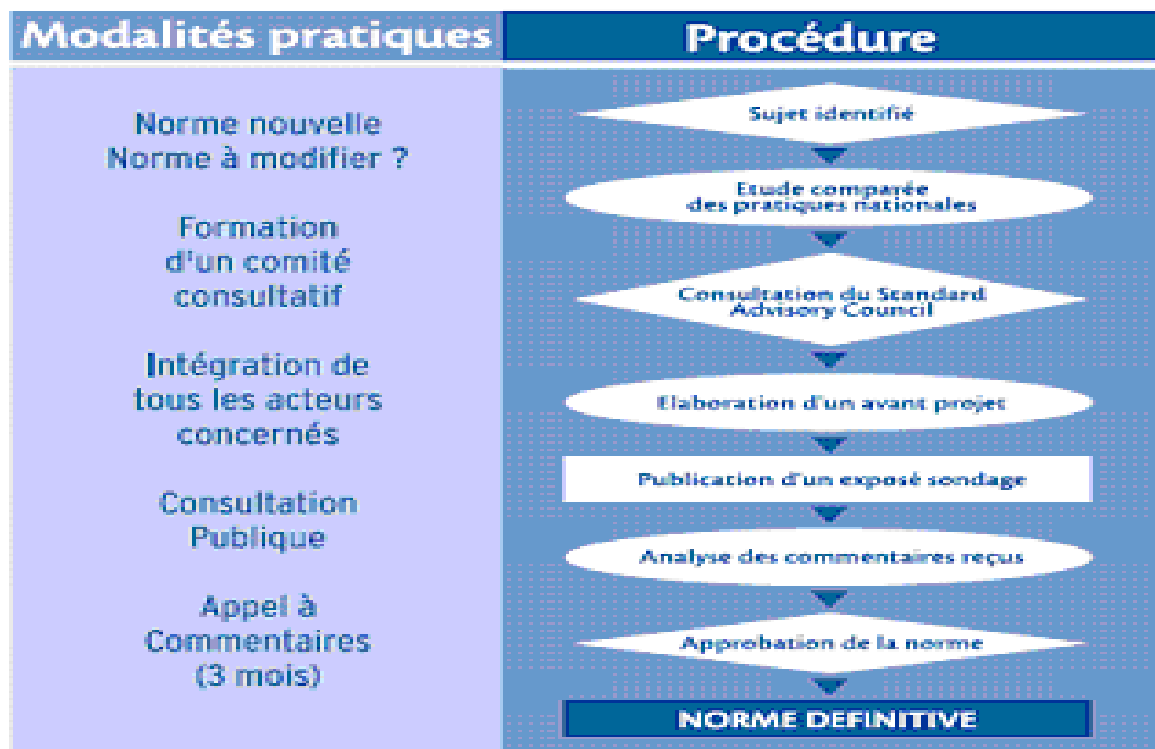 Modalités pratiques
Norme nouvelle
Norme à modifier ?
Formation
d'un comité
consultatif
Intégration de
tous les acteurs
concernés
Consultation
Publique
Appel à
Commentaires
(3 mois)
Procédure
Sujet identifié
Etude comparée
des pratiques nationales
Consultation du Standard
Advisory Council
Elaboration d'un avant projet
Publication d'un exposé sondage
Analyse des commentaires reçus
Approbation de la norme
NORME DEFINITIVE